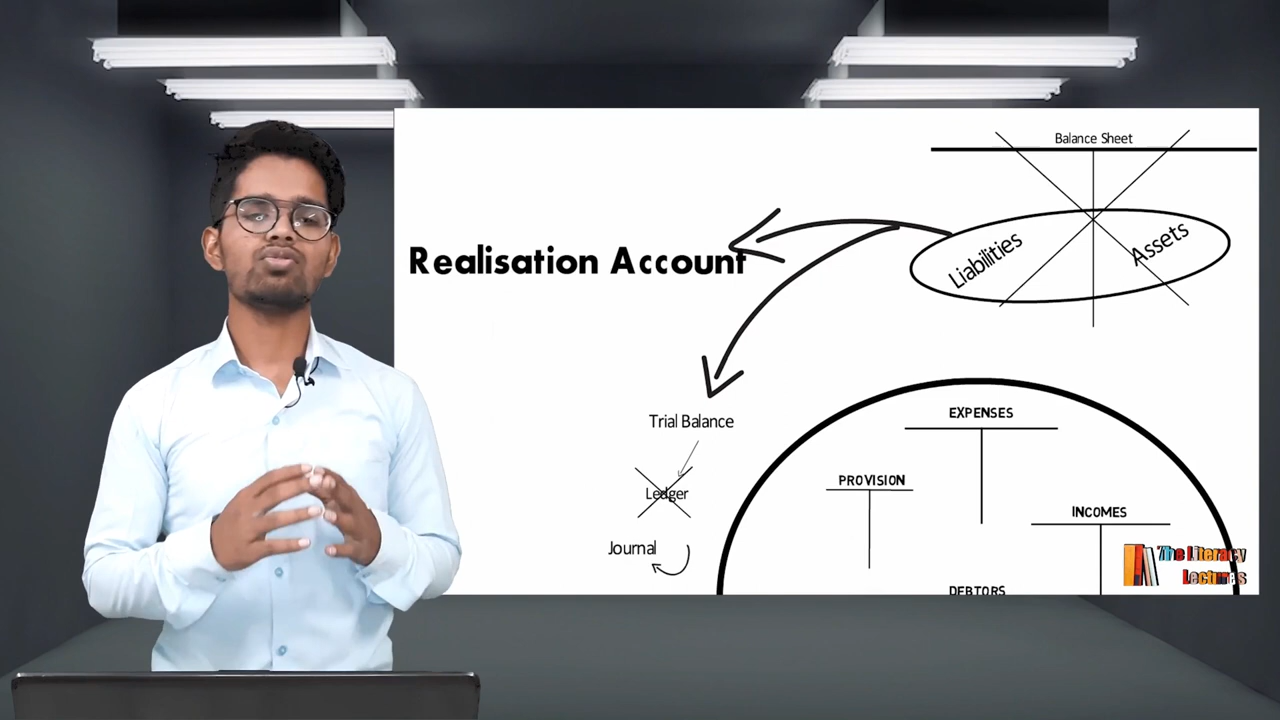 Balance Sheet
Liabilities
Assets
Realisation Account
Trial Balance
Ledger
Journal
EXPENSES
PROVISION
INCOMES
DEBTORS
The Literacy
Lectures